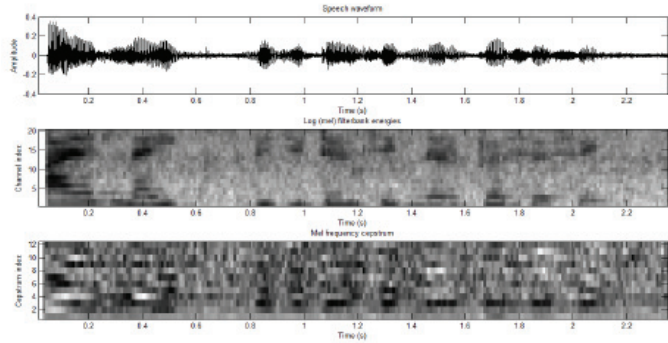 Speech waveform
Amplitude
0.4
0.2
0
-0.2
-0.4
0.2 0.4 0.6 0.8 1 1.2 1.4 1.6 1.8 2 2.2
Time (s)
Log (mel) filterbank energies
Channel index
20
15
10
5
0.2 0.4 0.6 0.8 1 1.2 1.4 1.6 1.8 2 2.2
Time (s)
Mel frequency cepstrum
Cepstrum index
12
10
8
6
4
2
0.2 0.4 0.6 0.8 1 1.2 1.4 1.6 1.8 2 2.2
Time (s)